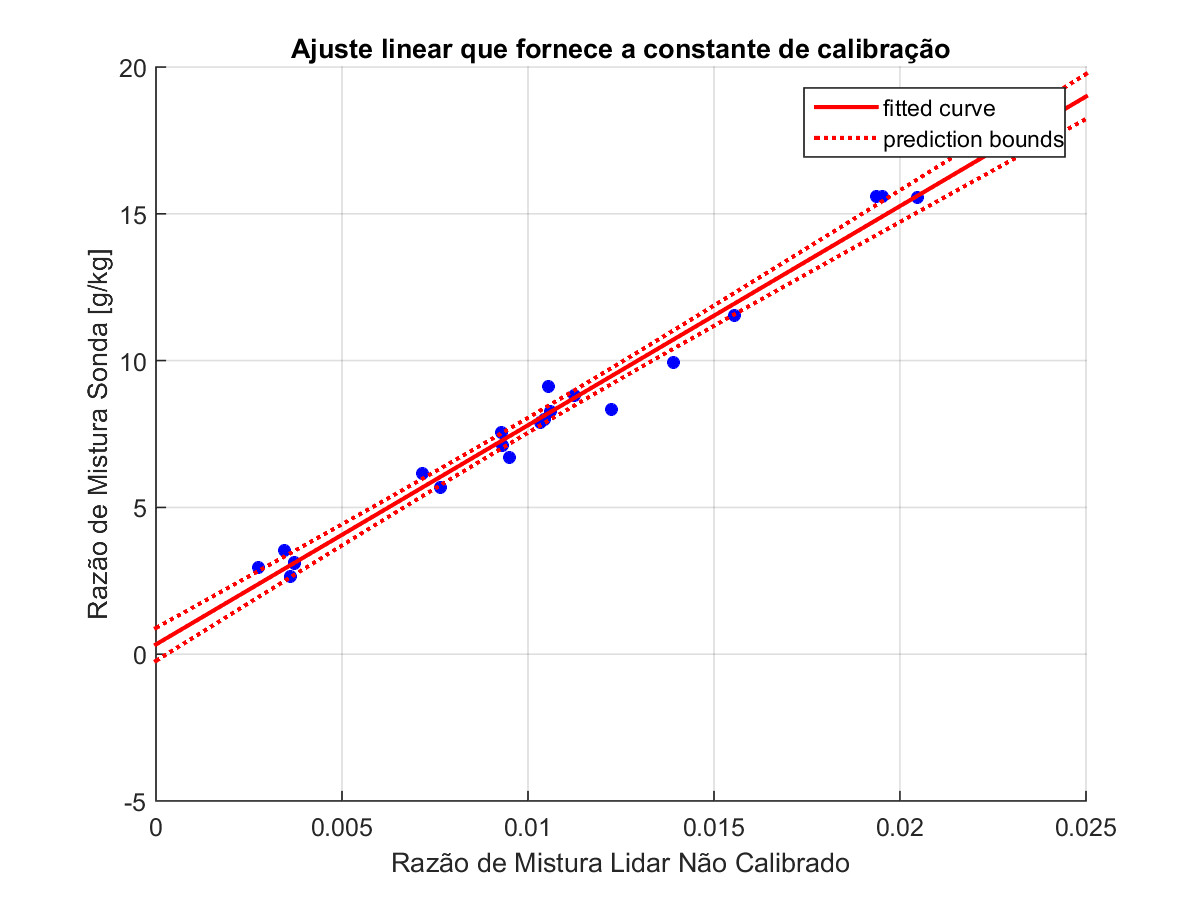 Ajuste linear que fornece a constante de calibração
fitted curve
prediction bounds
20
15
10
5
0
-5
Razão de Mistura Sonda [g/kg]
0
0.005
0.01
0.015
0.02
0.025
Razão de Mistura Lidar Não Calibrado